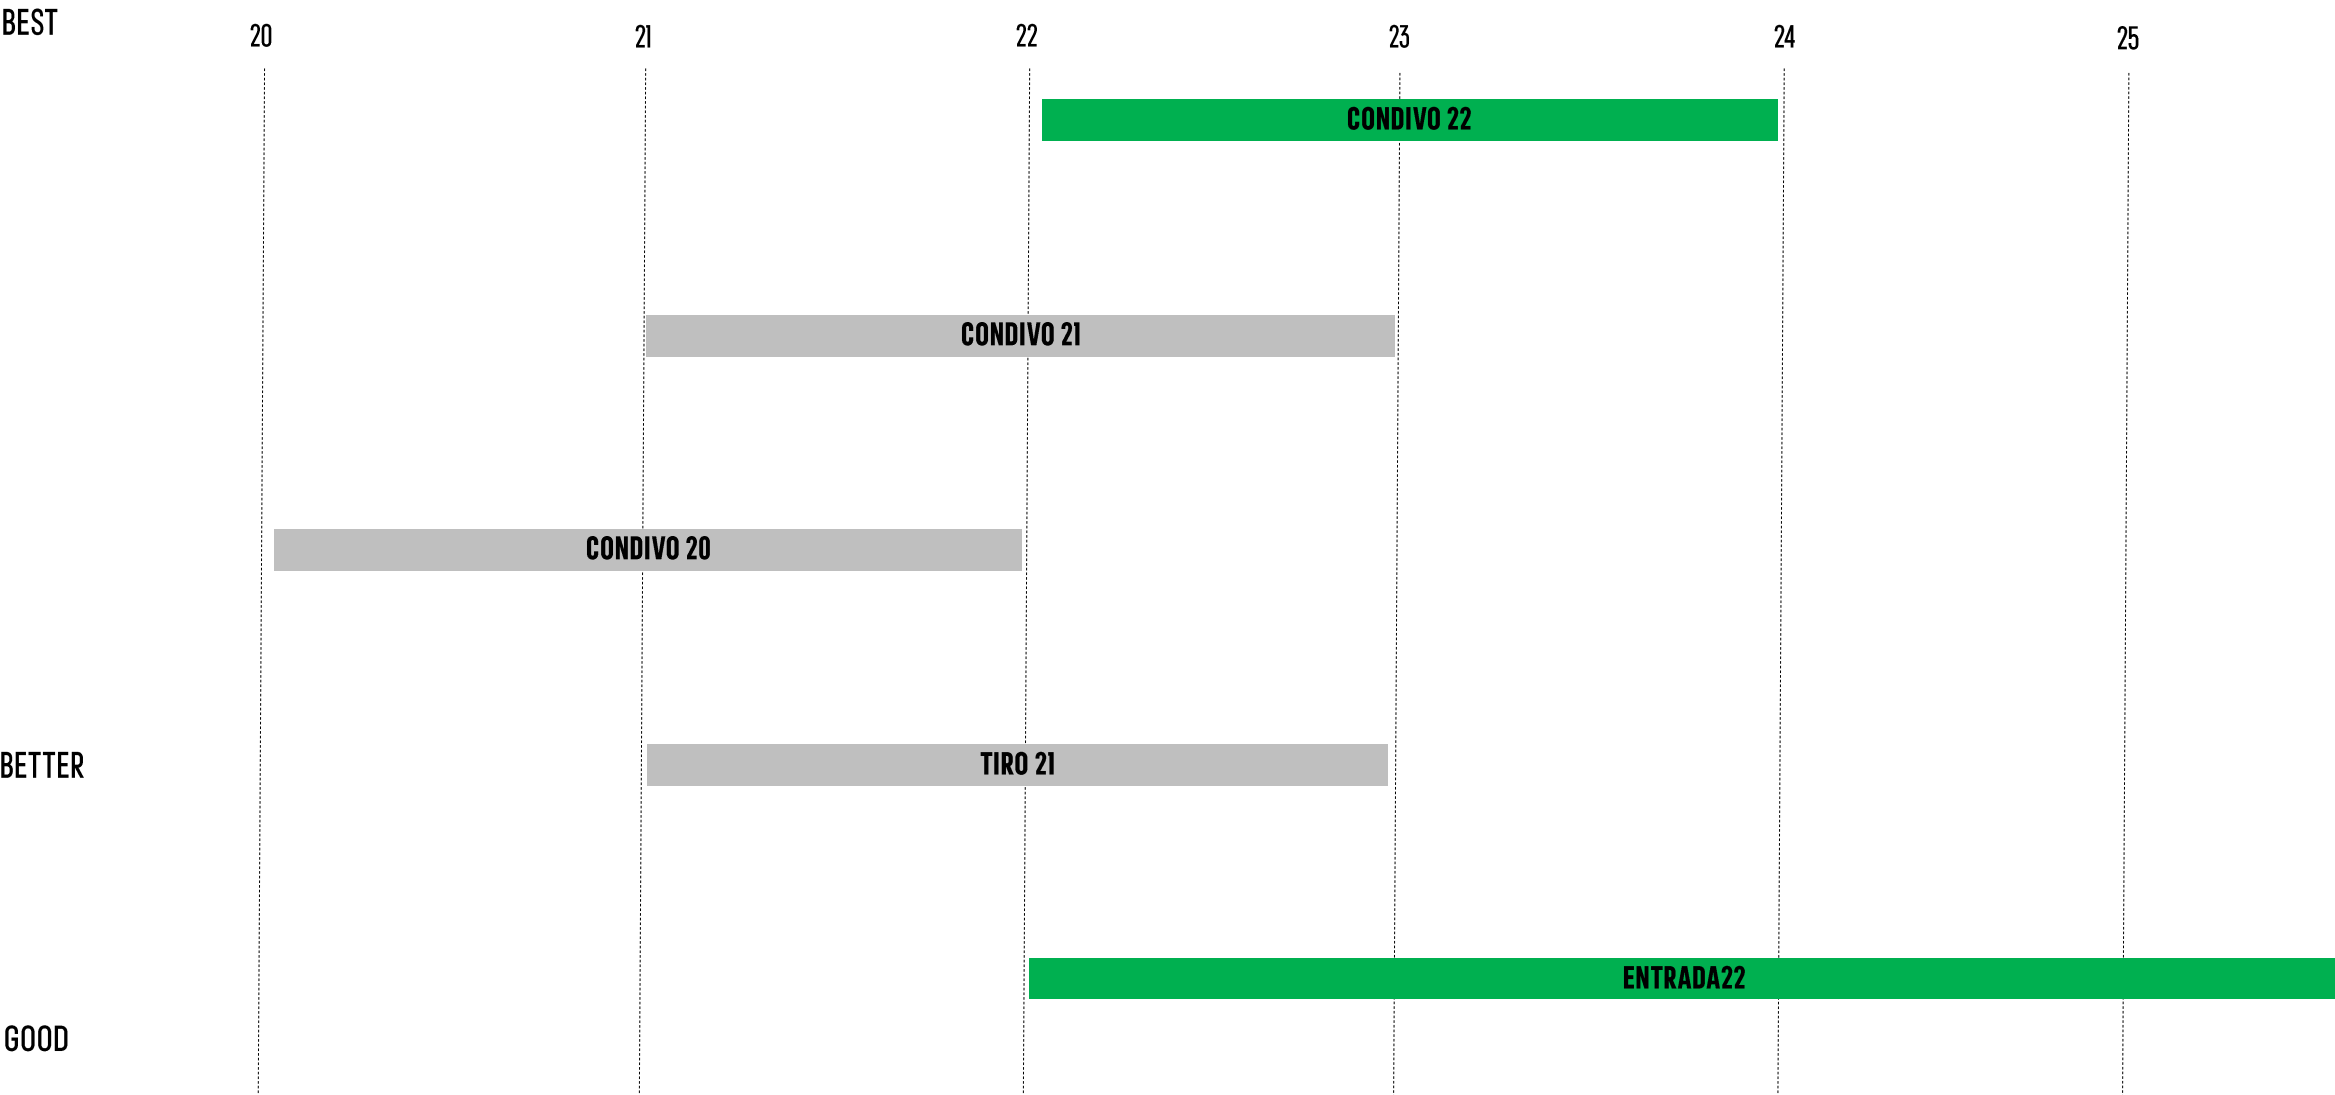 BEST
20 21 22 23 24 25
CONDIVO 22
CONDIVO 21
CONDIVO 20
BETTER
TIRO 21
ENTRADA22
GOOD